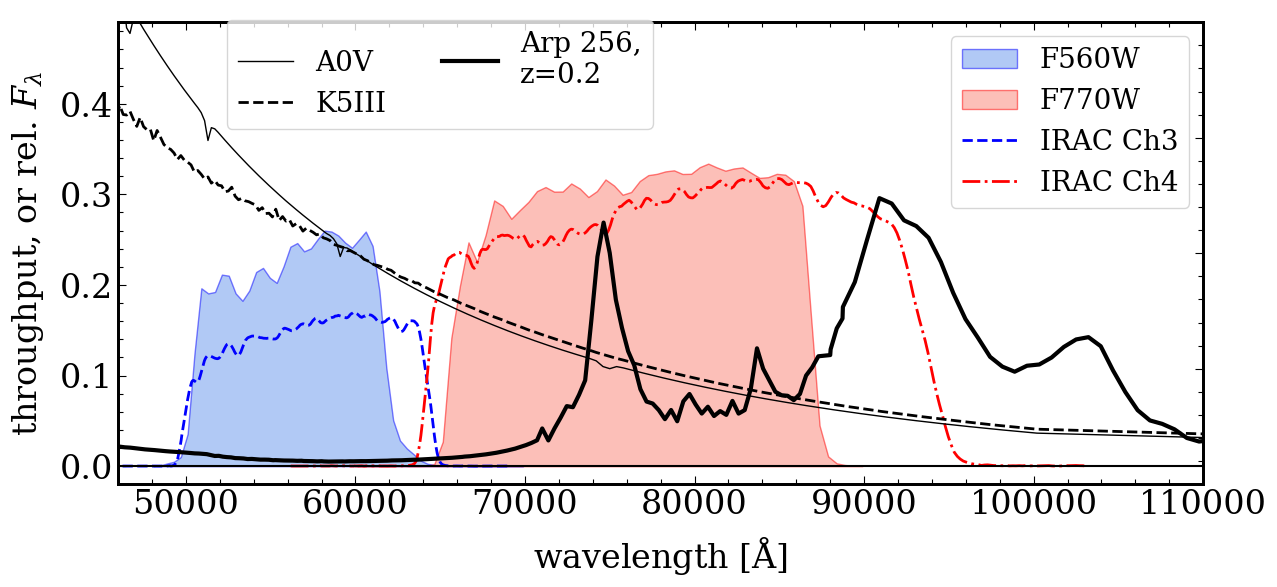 A0V
K5III
Arp 256,
z=0.2
F560W
F770W
IRAC Ch3
IRAC Ch4
throughput, or rel. Fλ
0.4
0.3
0.2
0.1
0.0
50000 60000 70000 80000 90000 100000 110000
wavelength [Å]